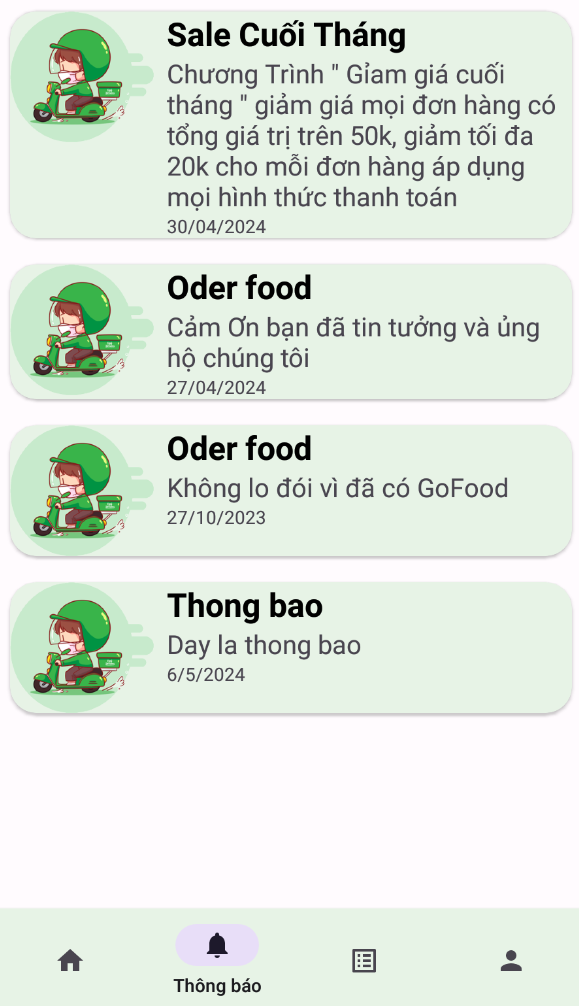 Sale Cuối Tháng
Chương Trình " Gỉam giá cuối
tháng " giảm giá mọi đơn hàng có
tổng giá trị trên 50k, giảm tối đa
20k cho mỗi đơn hàng áp dụng
mọi hình thức thanh toán
30/04/2024
Oder food
Cảm Ơn bạn đã tin tưởng và ủng
hộ chúng tôi
27/04/2024
Oder food
Không lo đói vì đã có GoFood
27/10/2023
Thong bao
Day la thong bao
6/5/2024
Thông báo